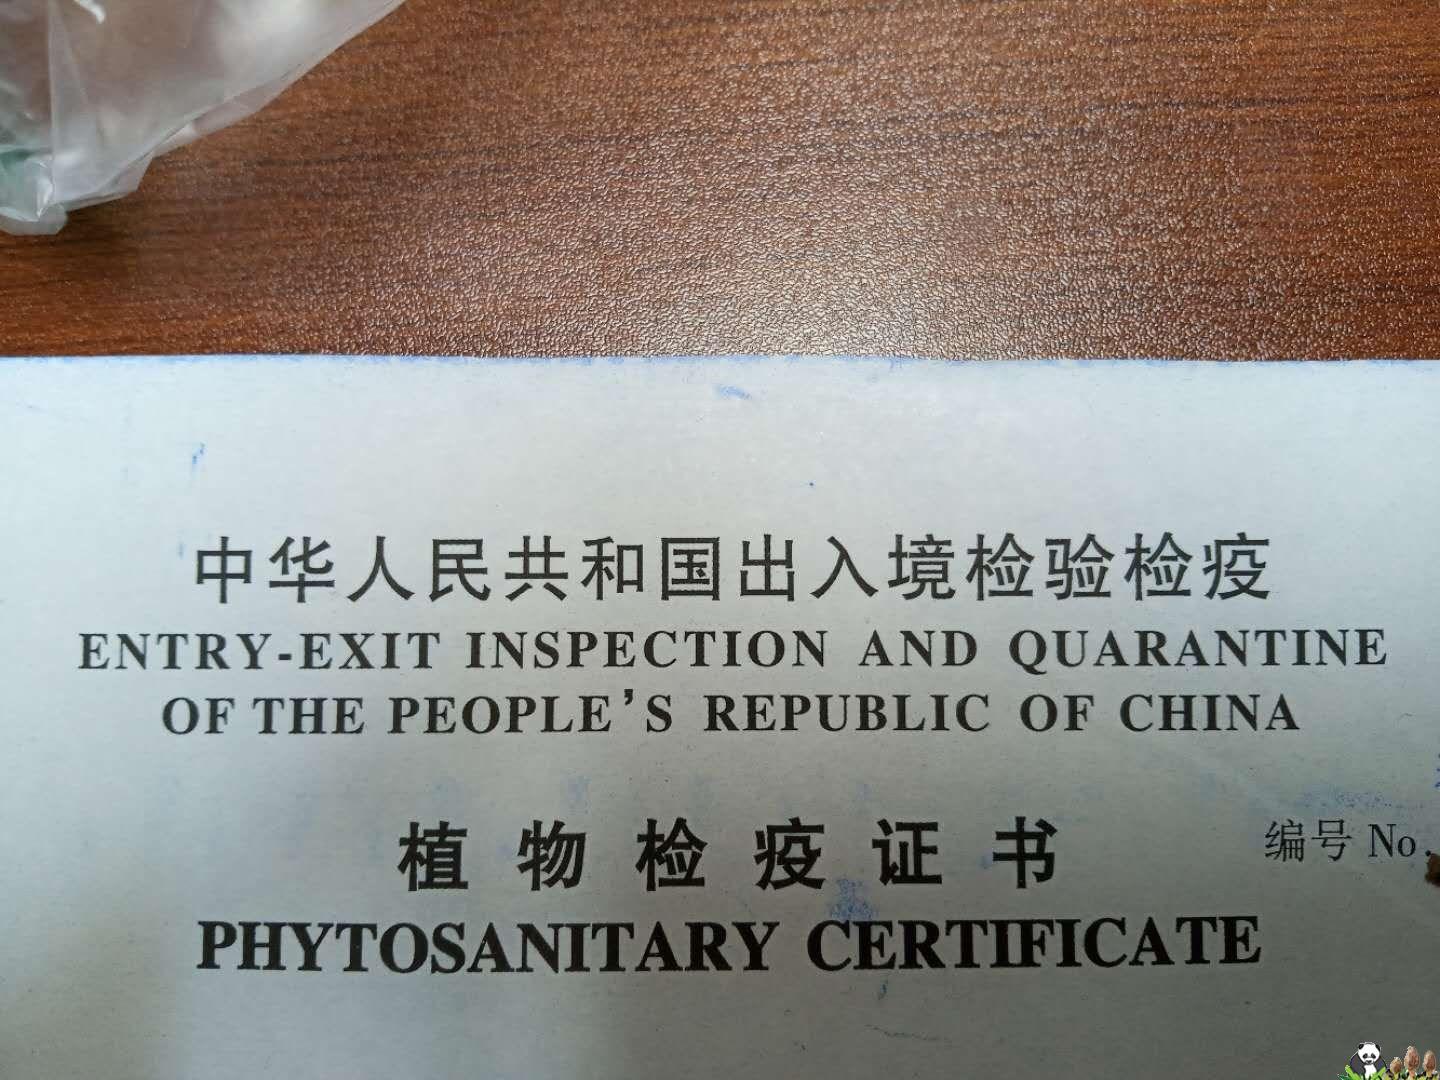 中华人民共和国出入境检验检疫
ENTRY-EXIT INSPECTION AND QUARANTINE
OF THE PEOPLE'S REPUBLIC OF CHINA
植物检疫证书
编号 No.
PHYTOSANITARY CERTIFICATE